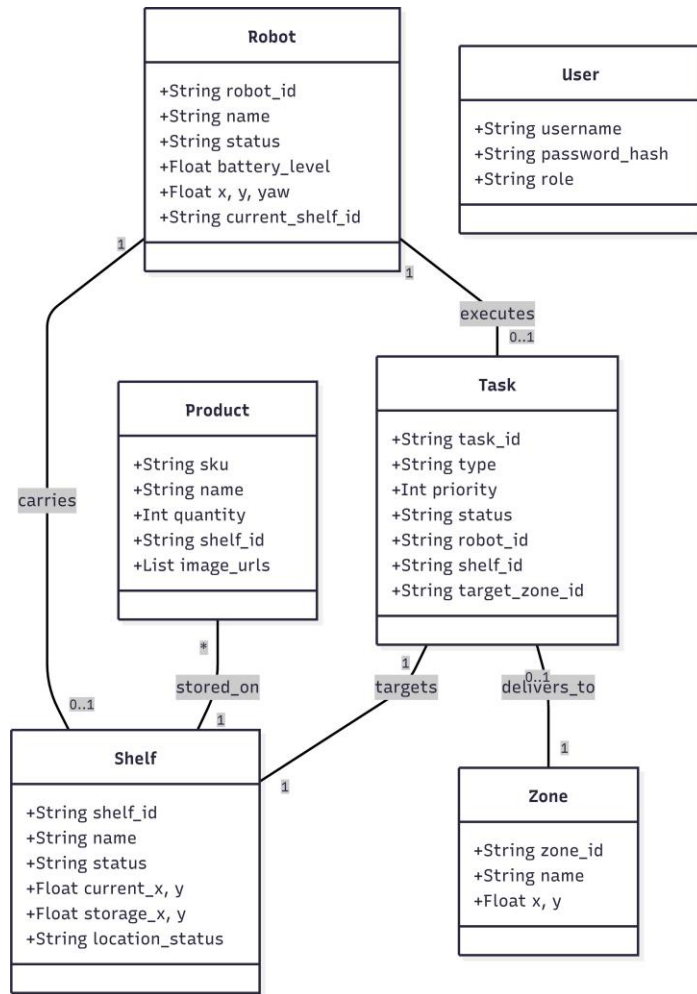 Robot
+String robot_id
+String name
+String status
+Float battery_level
+Float x, y, yaw
+String current_shelf_id
User
+String username
+String password_hash
+String role
1
1
executes
0..1
Product
+String sku
+String name
+Int quantity
+String shelf_id
+List image_urls
Task
+String task_id
+String type
+Int priority
+String status
+String robot_id
+String shelf_id
+String target_zone_id
carries
*
stored_on
1
0..1
1
targets
1
0..1
delivers_to
1
Shelf
+String shelf_id
+String name
+String status
+Float current_x, y
+Float storage_x, y
+String location_status
Zone
+String zone_id
+String name
+Float x, y